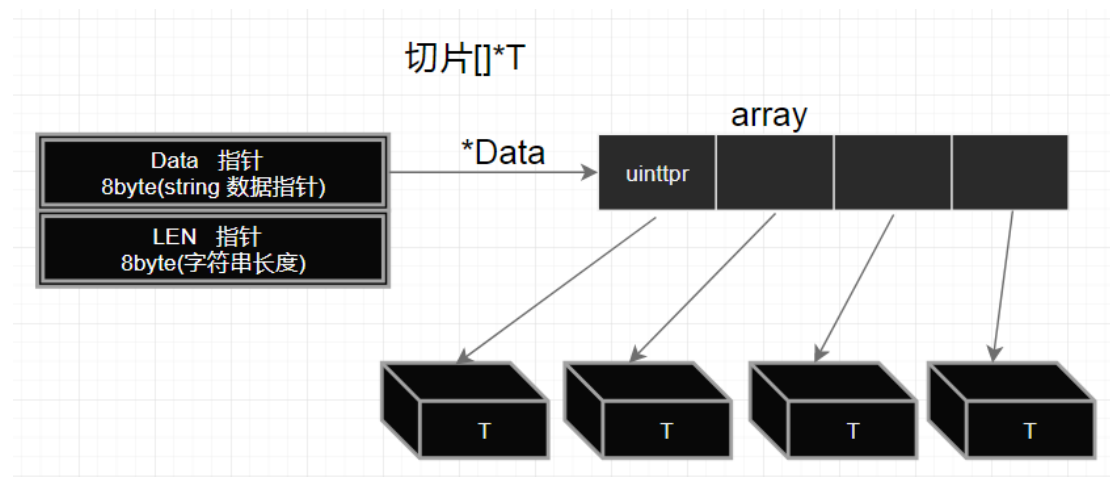 切片[]*T
array
*Data
Data 指针
8byte(string 数据指针)
uinttpr
LEN 指针
8byte(字符串长度)
T
T
T
T